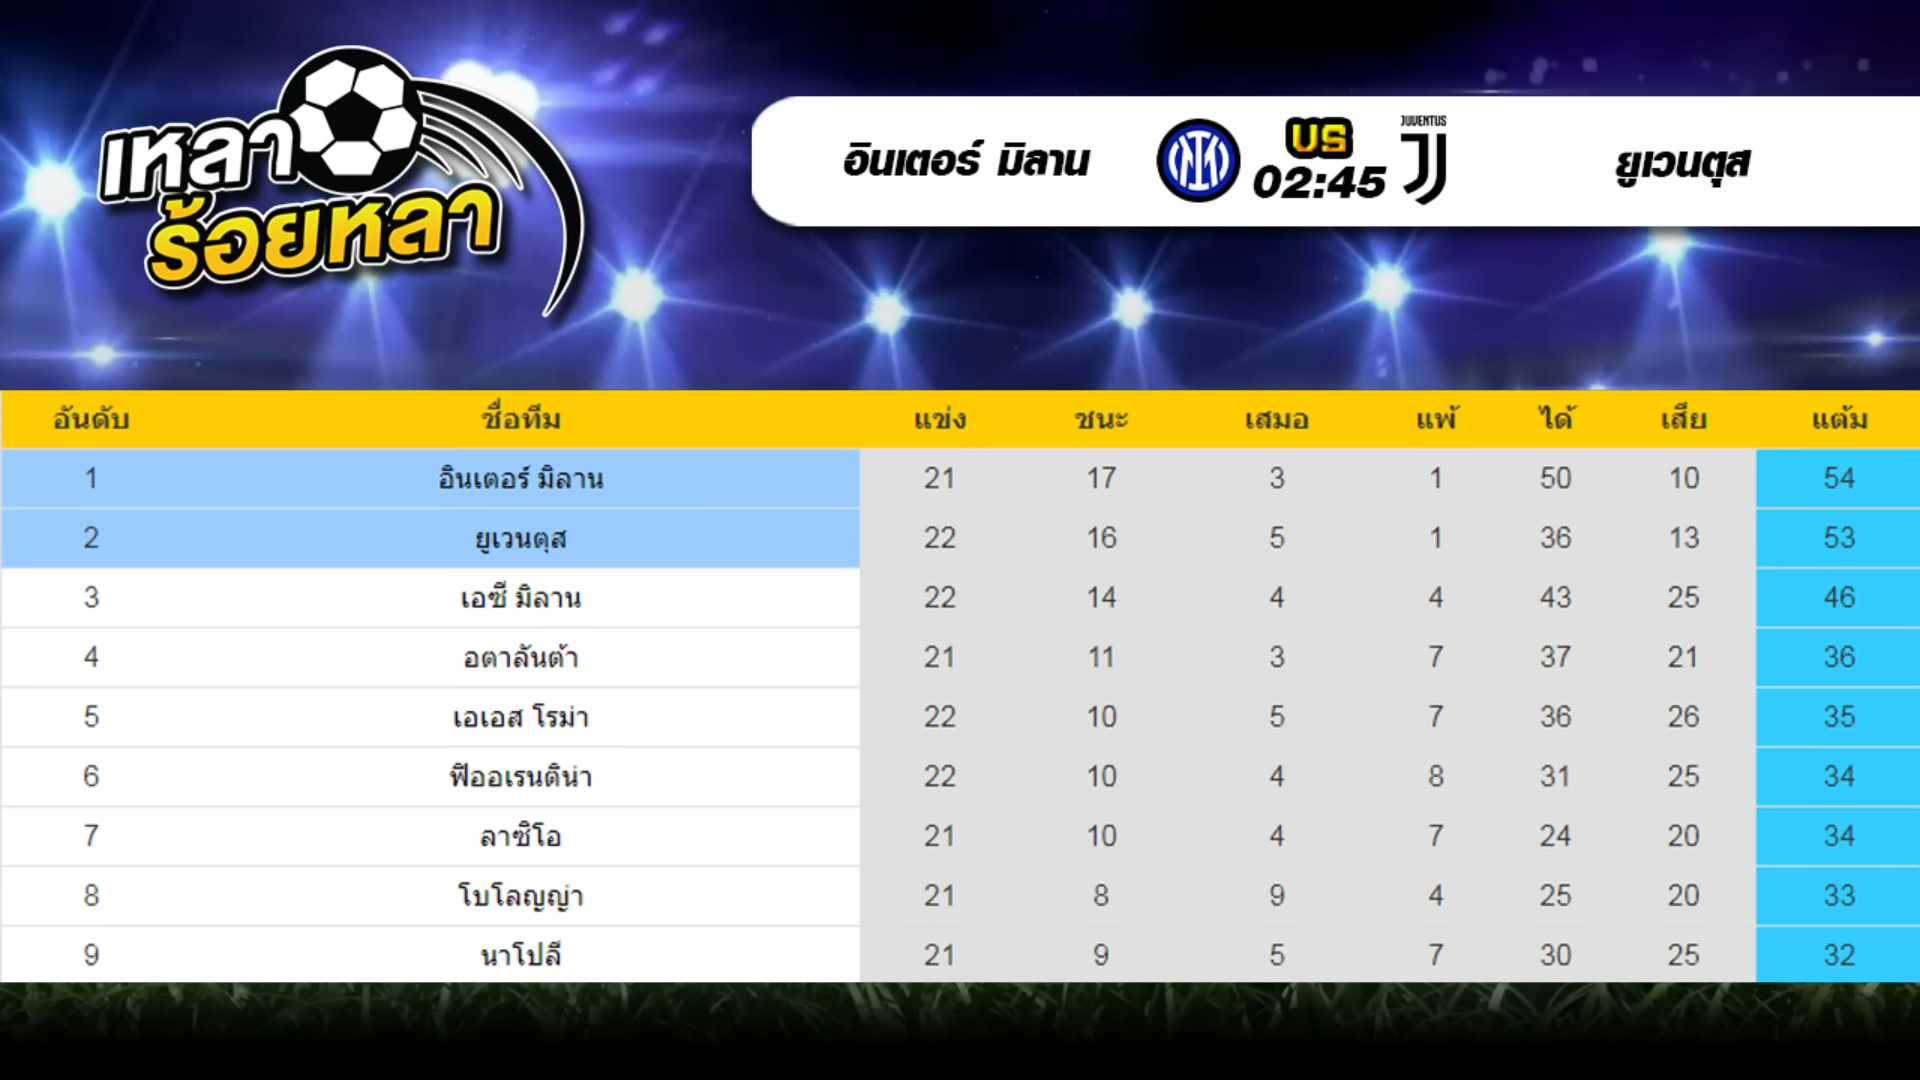 เหลา
ร้อยหลา
อินเตอร์ มิลาน VS JUVENTUS ยูเวนตุส
02:45
อันดับ ชื่อทีม แข่ง ชนะ เสมอ แพ้ ได้ เสีย แต้ม
1 อินเตอร์ มิลาน 21 17 3 1 50 10 54
2 ยูเวนตุส 22 16 5 1 36 13 53
3 เอซี มิลาน 22 14 4 4 43 25 46
4 อตาลันต้า 21 11 3 7 37 21 36
5 เอเอส โรม่า 22 10 5 7 36 26 35
6 ฟิออเรนติน่า 22 10 4 8 31 25 34
7 ลาซิโอ 21 10 4 7 24 20 34
8 โบโลญญ่า 21 8 9 4 25 20 33
9 นาโปลี 21 9 5 7 30 25 32